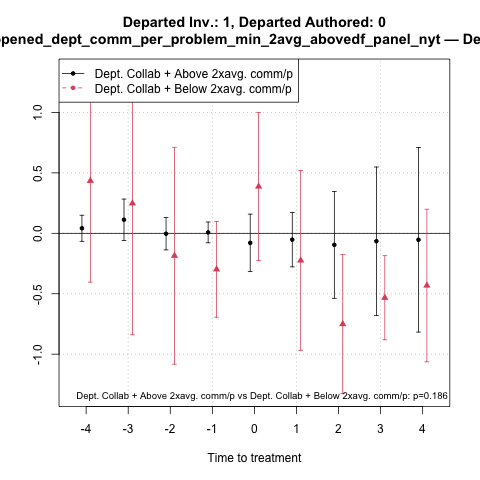 Departed Inv.: 1, Departed Authored: 0
opened_dept_comm_per_problem_min_2avg_abovedf_panel_nyt — De
Dept. Collab + Above 2xavg. comm/p
Dept. Collab + Below 2xavg. comm/p
1.0
0.5
0.0
-0.5
-1.0
Dept. Collab + Above 2xavg. comm/p vs Dept. Collab + Below 2xavg. comm/p: p=0.186
-4 -3 -2 -1 0 1 2 3 4
Time to treatment